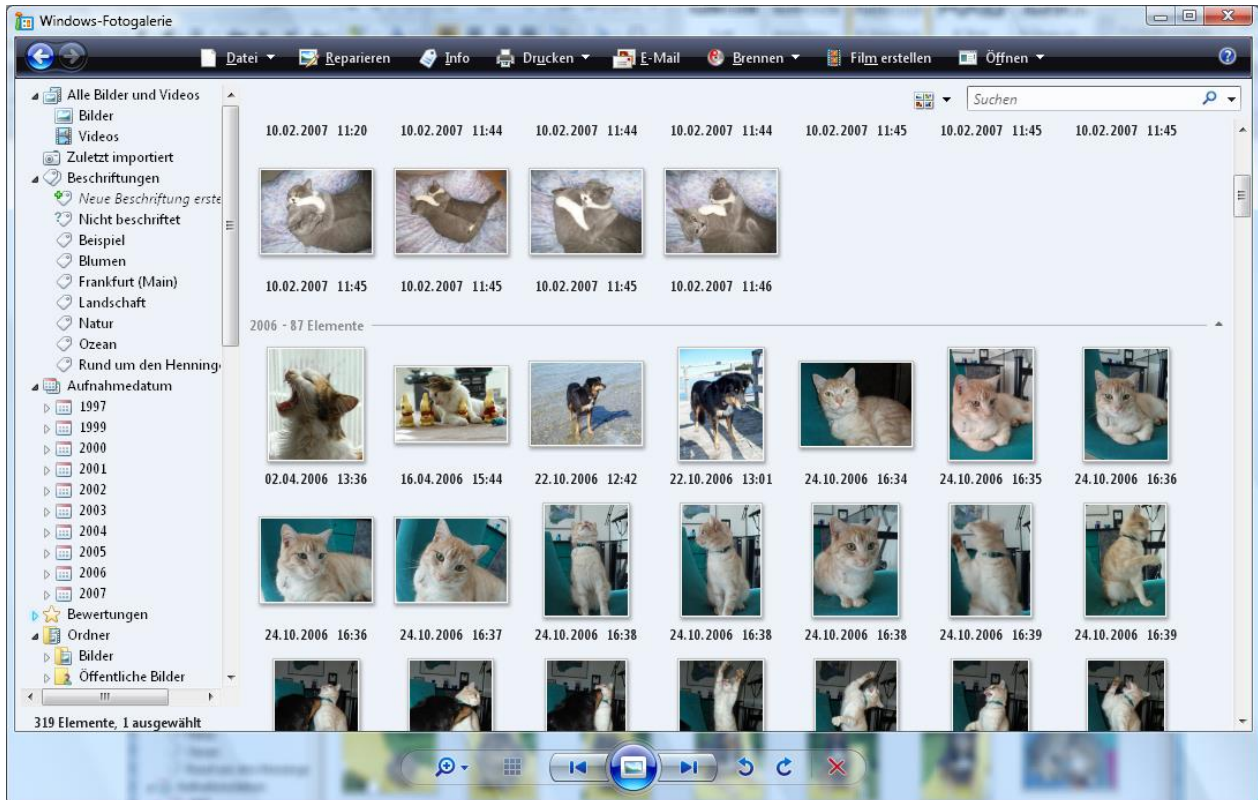 Windows-Fotogalerie
Datei Reparieren Info Drucken E-Mail Brennen Film erstellen Öffnen
Alle Bilder und Videos
Bilder
Videos
Zuletzt importiert
Beschriftungen
Neue Beschriftung erste
Nicht beschriftet
Beispiel
Blumen
Frankfurt (Main)
Landschaft
Natur
Ozean
Rund um den Henning
Aufnahmedatum
1997
1999
2000
2001
2002
2003
2004
2005
2006
2007
Bewertungen
Ordner
Bilder
Öffentliche Bilder
319 Elemente, 1 ausgewählt
Suchen
10.02.2007 11:20 10.02.2007 11:44 10.02.2007 11:44 10.02.2007 11:44 10.02.2007 11:45 10.02.2007 11:45 10.02.2007 11:45
10.02.2007 11:45 10.02.2007 11:45 10.02.2007 11:45 10.02.2007 11:46
2006 - 87 Elemente
02.04.2006 13:36 16.04.2006 15:44 22.10.2006 12:42 22.10.2006 13:01 24.10.2006 16:34 24.10.2006 16:35 24.10.2006 16:36
24.10.2006 16:36 24.10.2006 16:37 24.10.2006 16:38 24.10.2006 16:38 24.10.2006 16:38 24.10.2006 16:39 24.10.2006 16:39